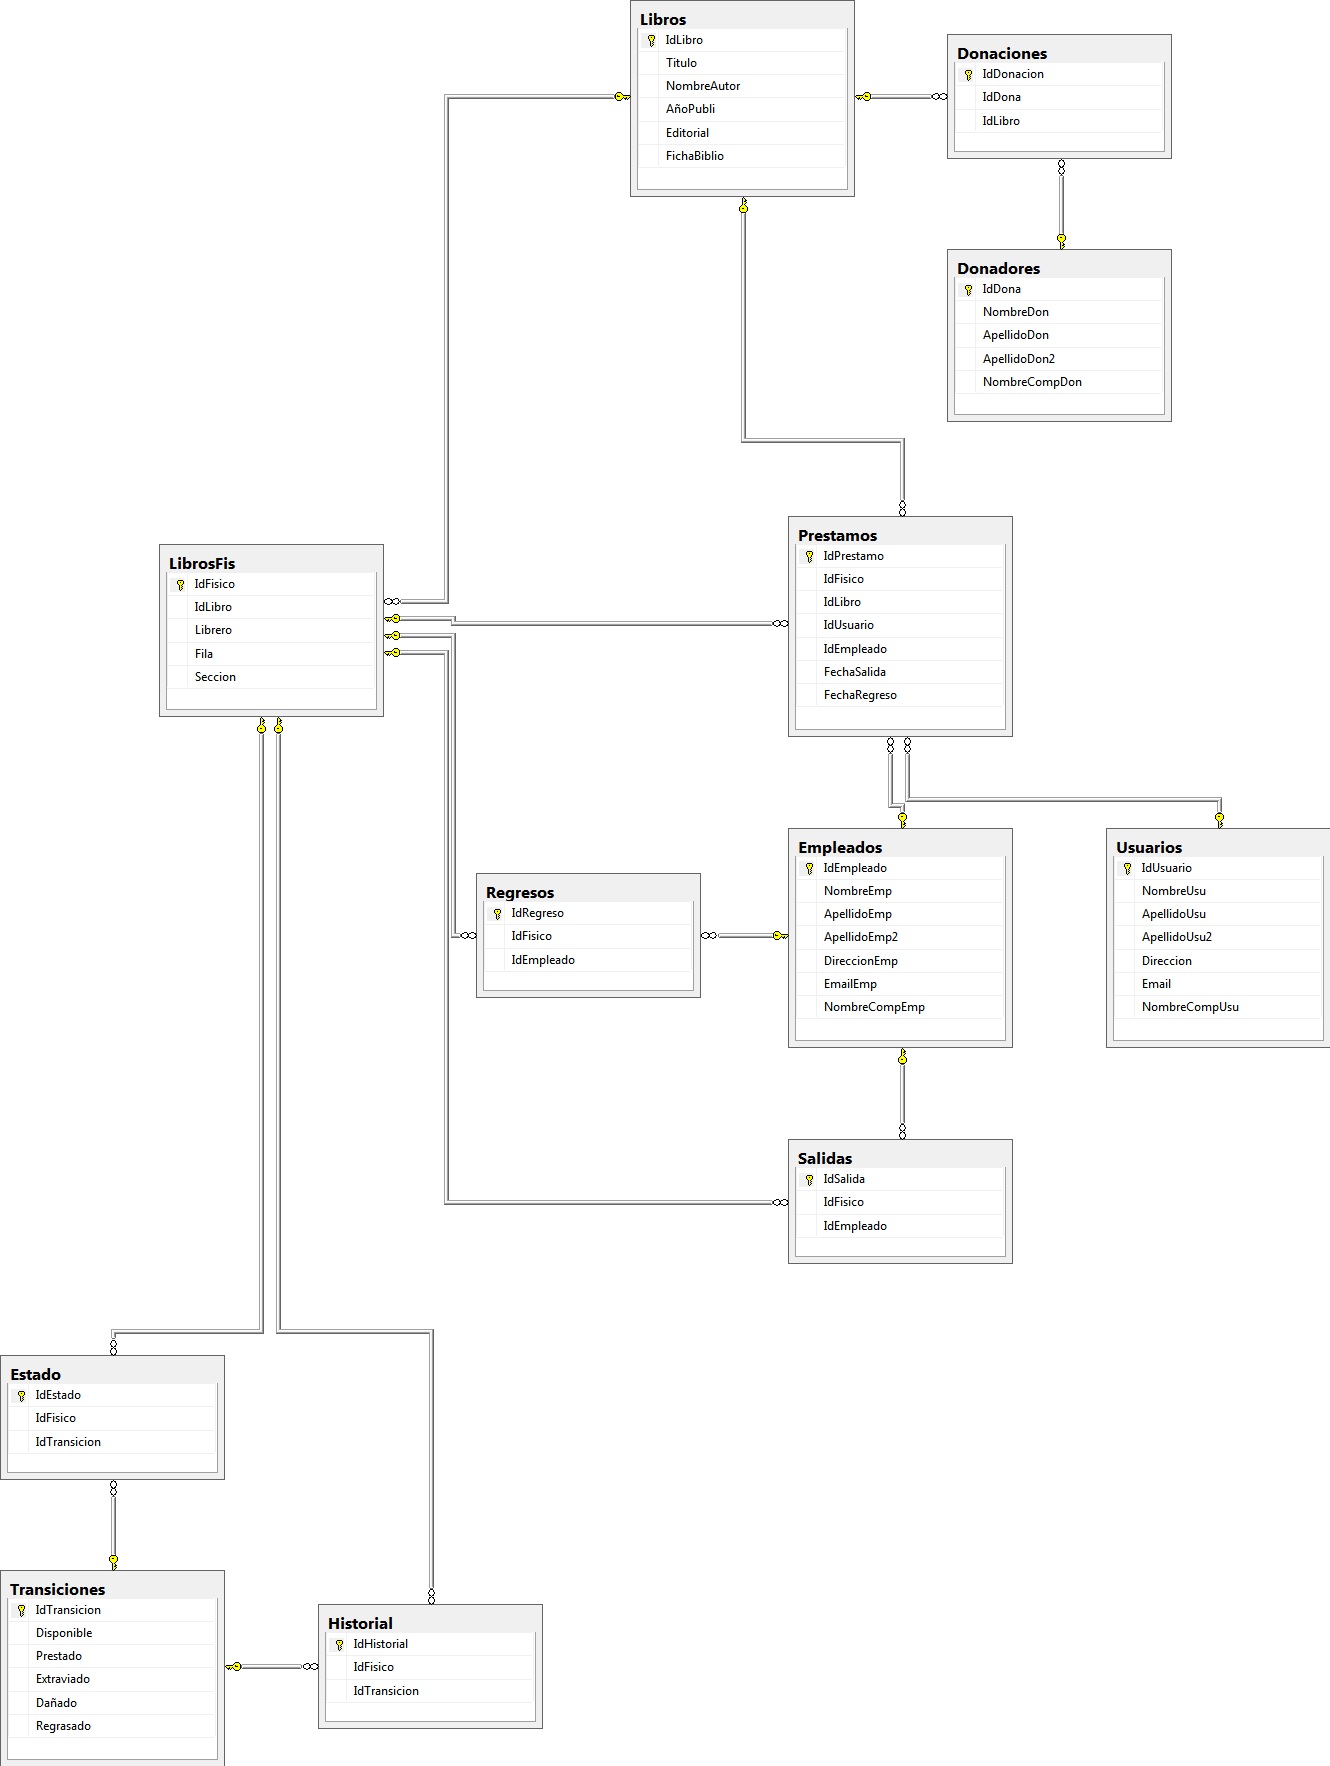 Libros
IdLibro
Titulo
NombreAutor
AñoPubli
Editorial
FichaBiblio
Donaciones
IdDonacion
IdDona
IdLibro
Donadores
IdDona
NombreDon
ApellidoDon
ApellidoDon2
NombreCompDon
LibrosFis
IdFisico
IdLibro
Librero
Fila
Seccion
Prestamos
IdPrestamo
IdFisico
IdLibro
IdUsuario
IdEmpleado
FechaSalida
FechaRegreso
Regresos
IdRegreso
IdFisico
IdEmpleado
Empleados
IdEmpleado
NombreEmp
ApellidoEmp
ApellidoEmp2
DireccionEmp
EmailEmp
NombreCompEmp
Usuarios
IdUsuario
NombreUsu
ApellidoUsu
ApellidoUsu2
Direccion
Email
NombreCompUsu
Salidas
IdSalida
IdFisico
IdEmpleado
Estado
IdEstado
IdFisico
IdTransicion
Transiciones
IdTransicion
Disponible
Prestado
Extraviado
Dañado
Regrasado
Historial
IdHistorial
IdFisico
IdTransicion